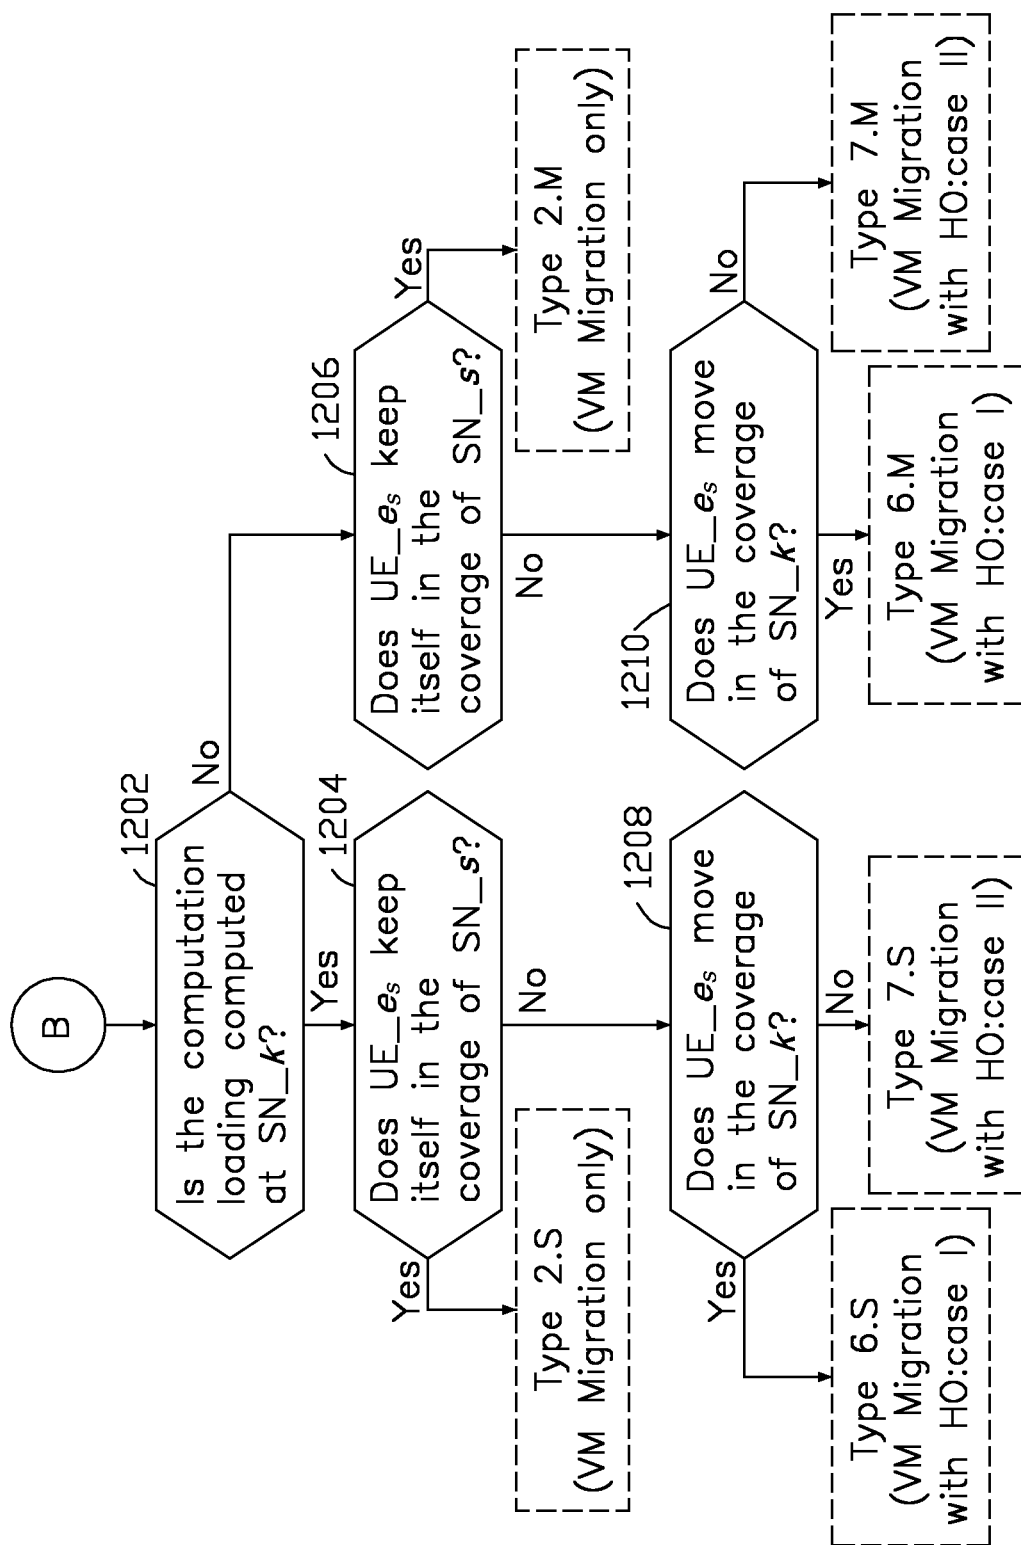 B
1202
Is the computation
loading computed
at SN_k?
Yes
No
1204
Does UE_es keep
itself in the
coverage of SN_s?
Yes
No
1206
Does UE_es keep
itself in the
coverage of SN_s?
No
Yes
Type 2.S
(VM Migration only)
Type 2.M
(VM Migration only)
1208
Does UE_es move
in the coverage
of SN_k?
Yes
No
1210
Does UE_es move
in the coverage
of SN_k?
Yes
No
Type 6.S
(VM Migration
with HO:case I)
Type 7.S
(VM Migration
with HO:case II)
Type 6.M
(VM Migration
with HO:case I)
Type 7.M
(VM Migration
with HO:case II)